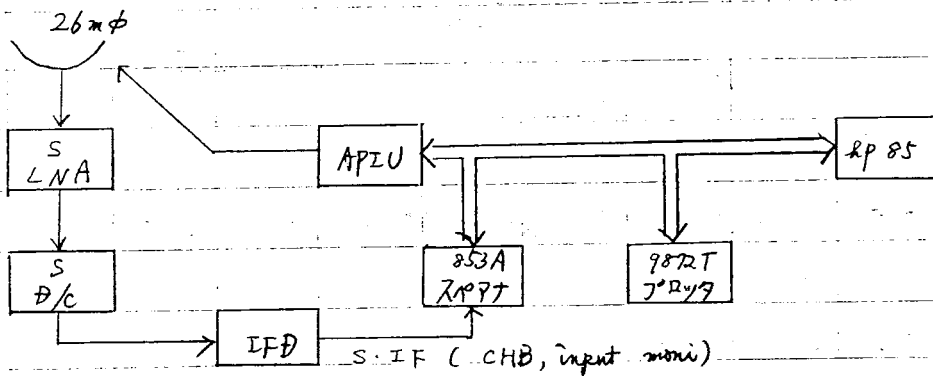 26mφ
S
LNA
APIU
hp 85
S
D/C
853A
スペアナ
9872T
プロッタ
IFD
S・IF ( CHB, input moni)